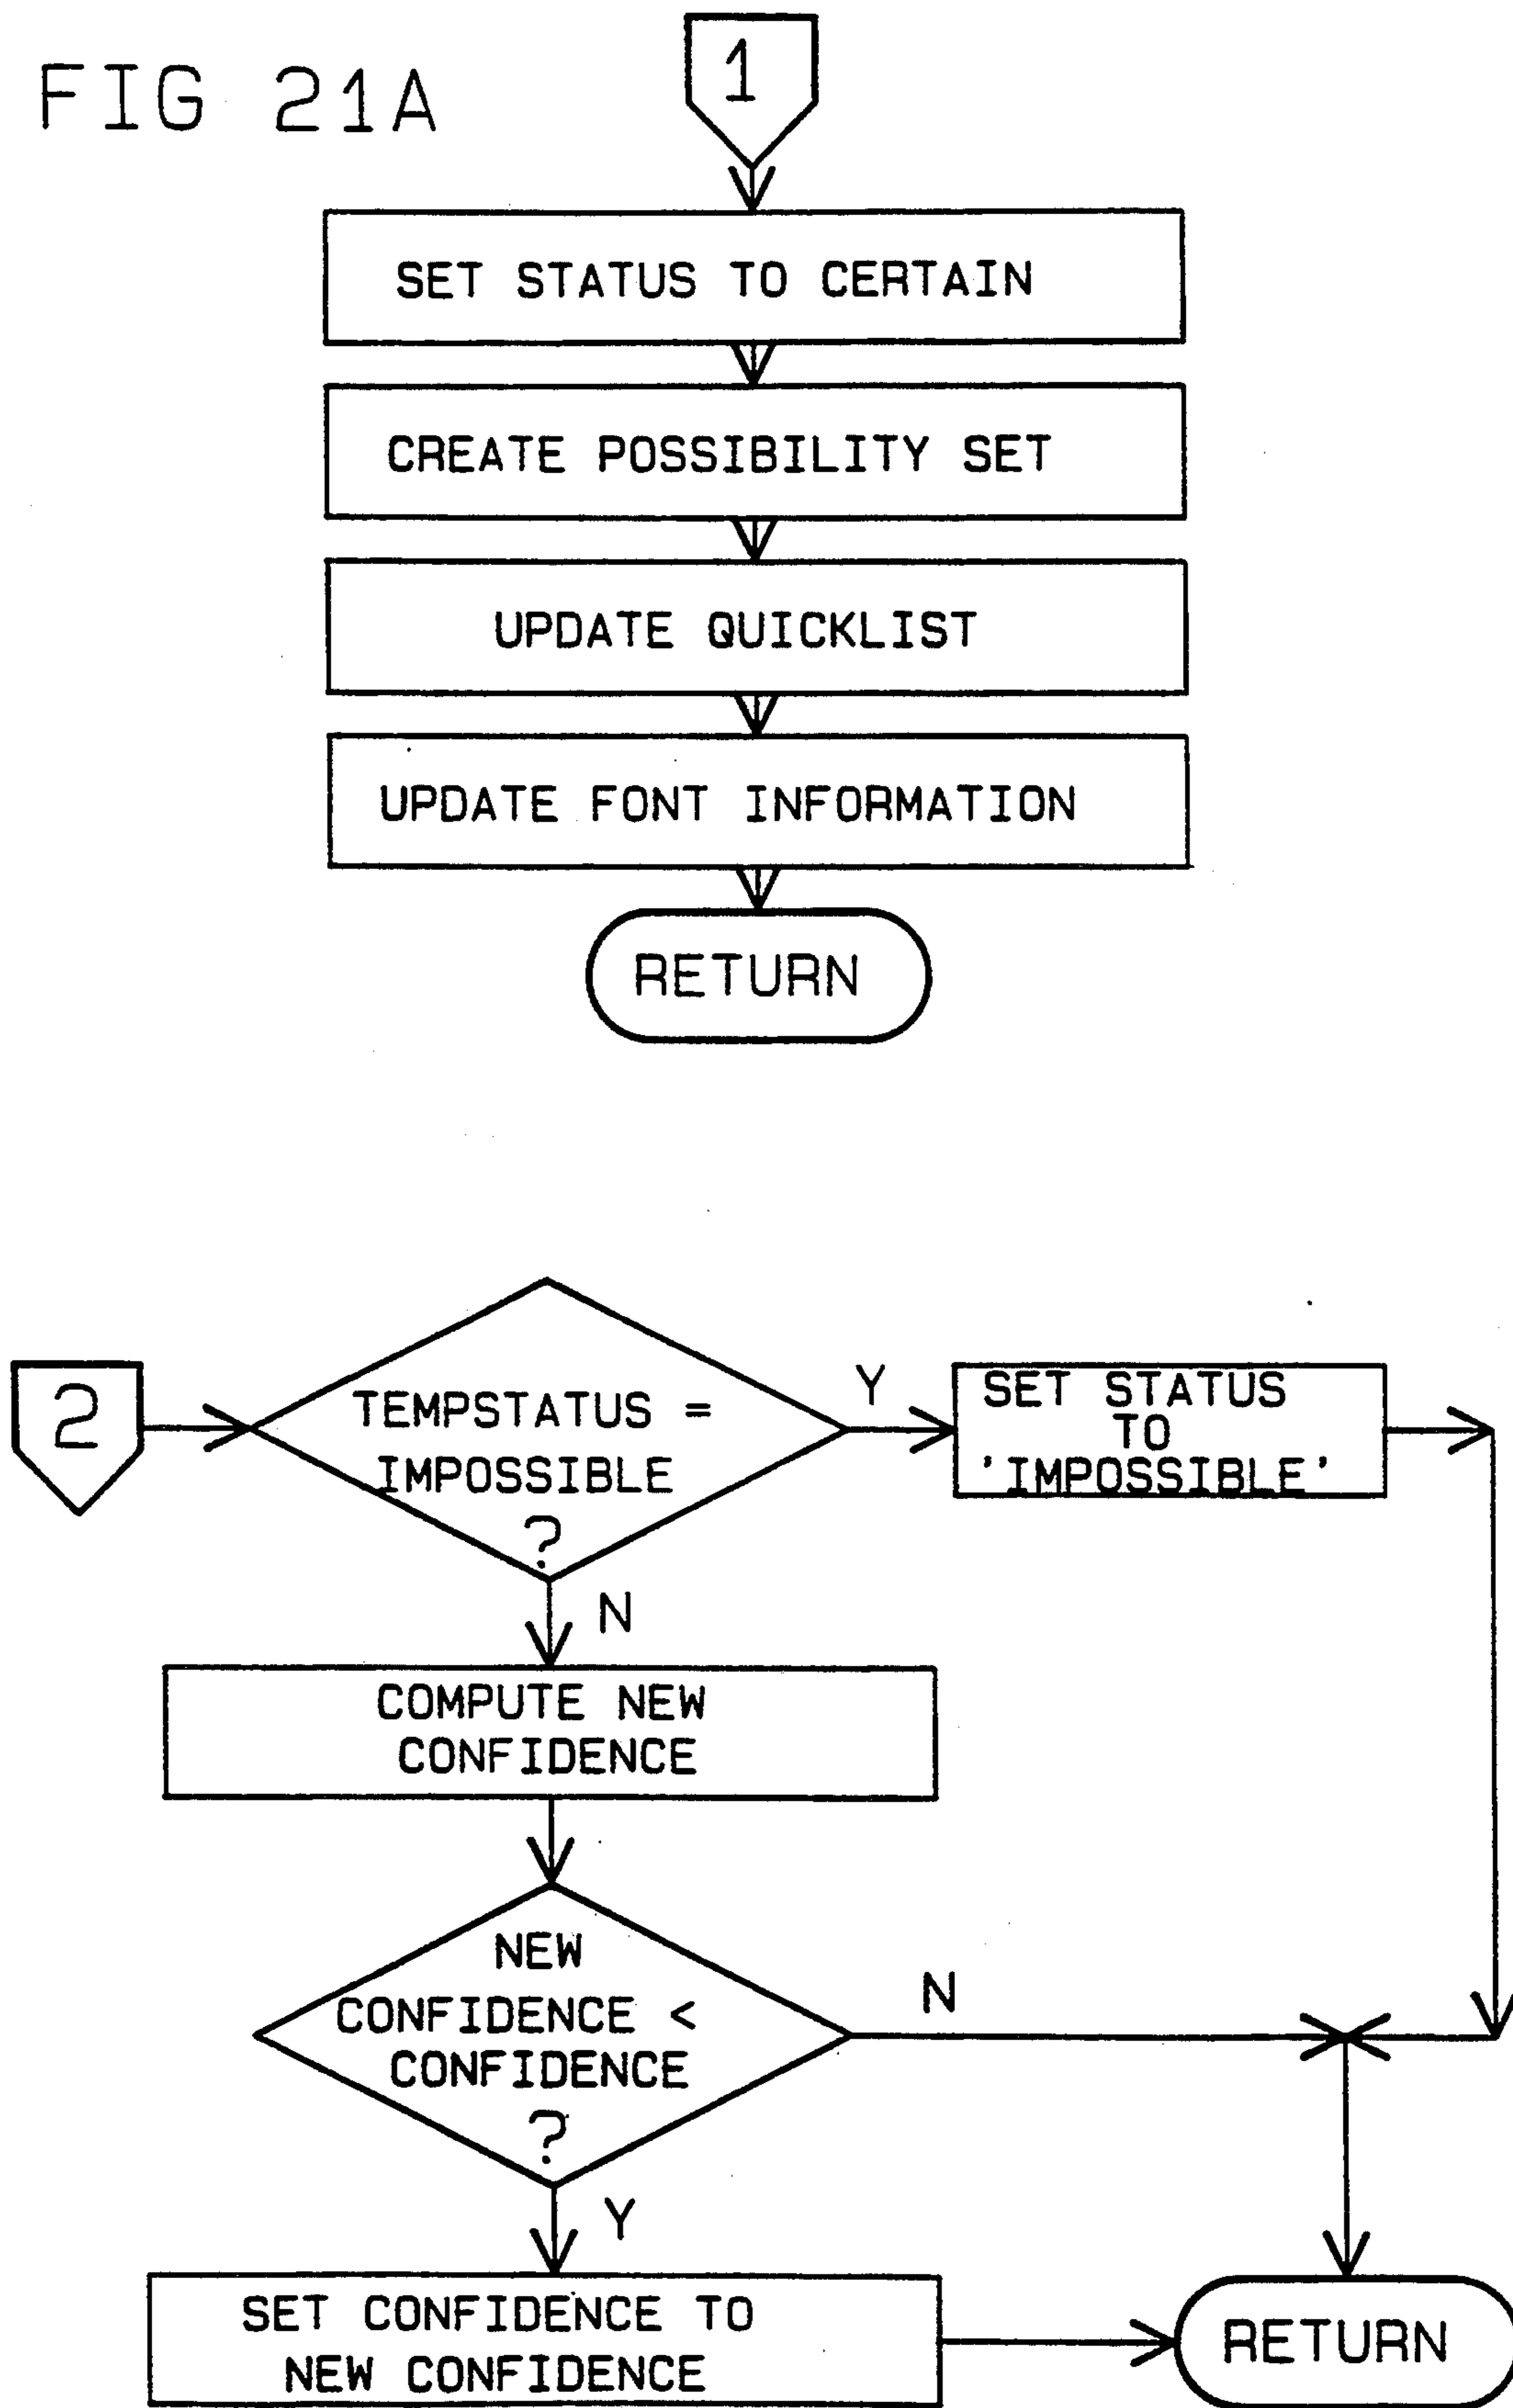 FIG 21A
1
SET STATUS TO CERTAIN
CREATE POSSIBILITY SET
UPDATE QUICKLIST
UPDATE FONT INFORMATION
RETURN
2
TEMPSTATUS =
IMPOSSIBLE
?
Y
SET STATUS
TO
'IMPOSSIBLE'
N
COMPUTE NEW
CONFIDENCE
NEW
CONFIDENCE <
CONFIDENCE
?
N
Y
SET CONFIDENCE TO
NEW CONFIDENCE
RETURN